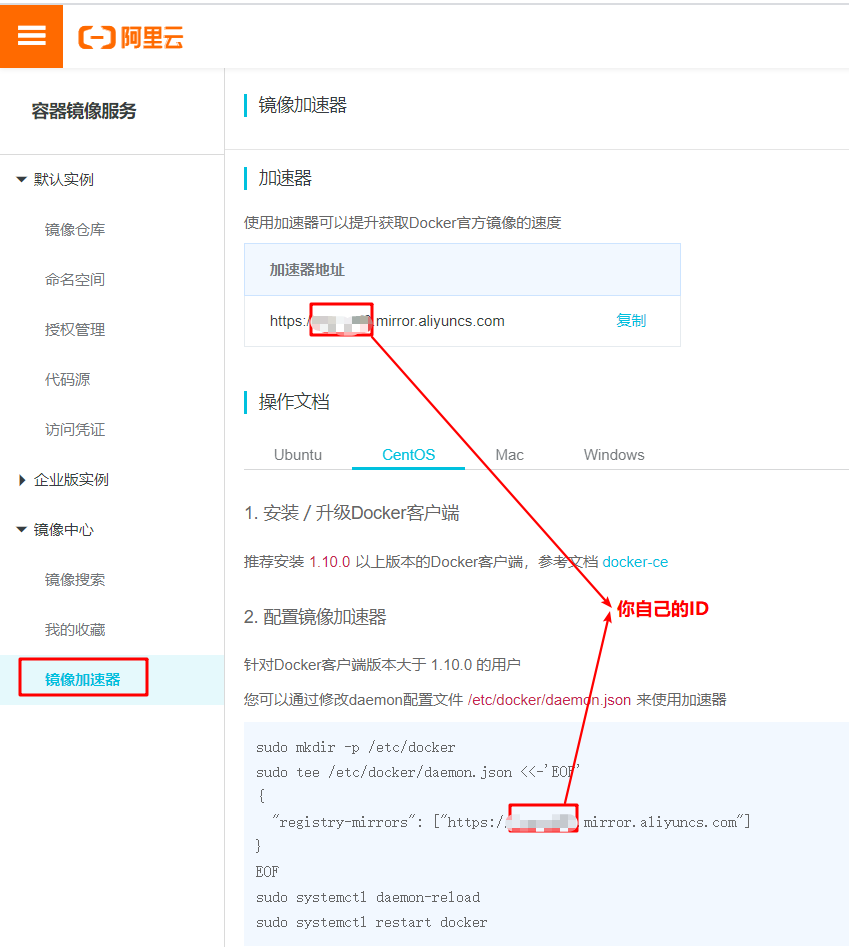 阿里云
容器镜像服务
默认实例
镜像仓库
命名空间
授权管理
代码源
访问凭证
企业版实例
镜像中心
镜像搜索
我的收藏
镜像加速器
镜像加速器
加速器
使用加速器可以提升获取Docker官方镜像的速度
加速器地址
https:/ .mirror.aliyuncs.com 复制
操作文档
Ubuntu CentOS Mac Windows
1. 安装 / 升级Docker客户端
推荐安装 1.10.0 以上版本的Docker客户端，参考文档 docker-ce
你自己的ID
2. 配置镜像加速器
针对Docker客户端版本大于 1.10.0 的用户
您可以通过修改daemon配置文件 /etc/docker/daemon.json 来使用加速器
sudo mkdir -p /etc/docker
sudo tee /etc/docker/daemon.json <<-'EOF'
{
"registry-mirrors": ["https:/ mirror.aliyuncs.com"]
}
EOF
sudo systemctl daemon-reload
sudo systemctl restart docker